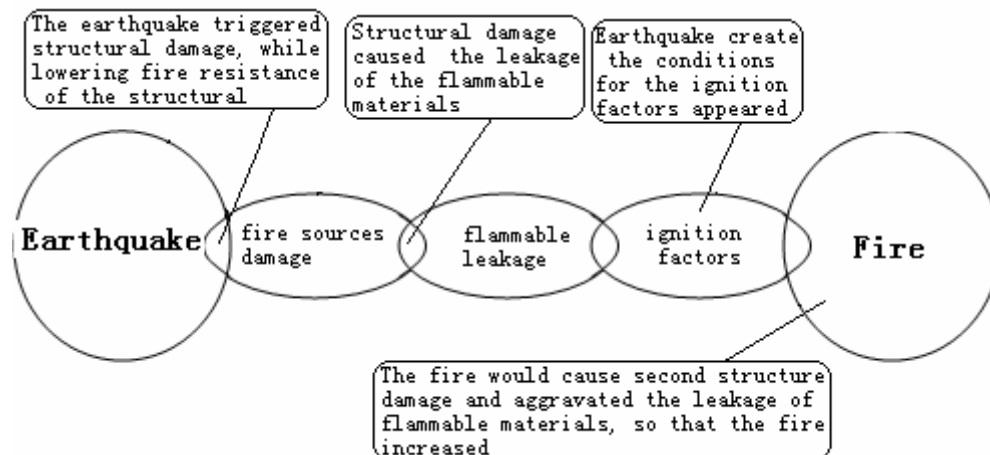 The earthquake triggered
structural damage, while
lowering fire resistance
of the structural
Structural damage
caused the leakage
of the flammable
materials
Earthquake create
the conditions
for the ignition
factors appeared
Earthquake
fire sources
damage
flammable
leakage
ignition
factors
Fire
The fire would cause second structure
damage and aggravated the leakage of
flammable materials, so that the fire
increased